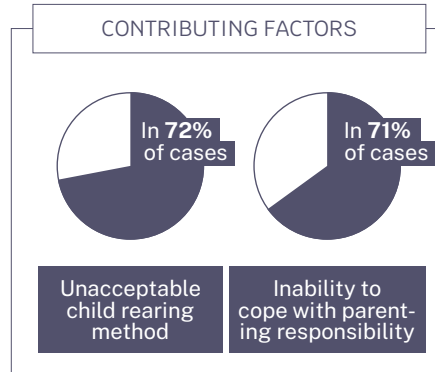 CONTRIBUTING FACTORS
In 72%
of cases
In 71%
of cases
Unacceptable
child rearing
method
Inability to
cope with parent-
ing responsibility